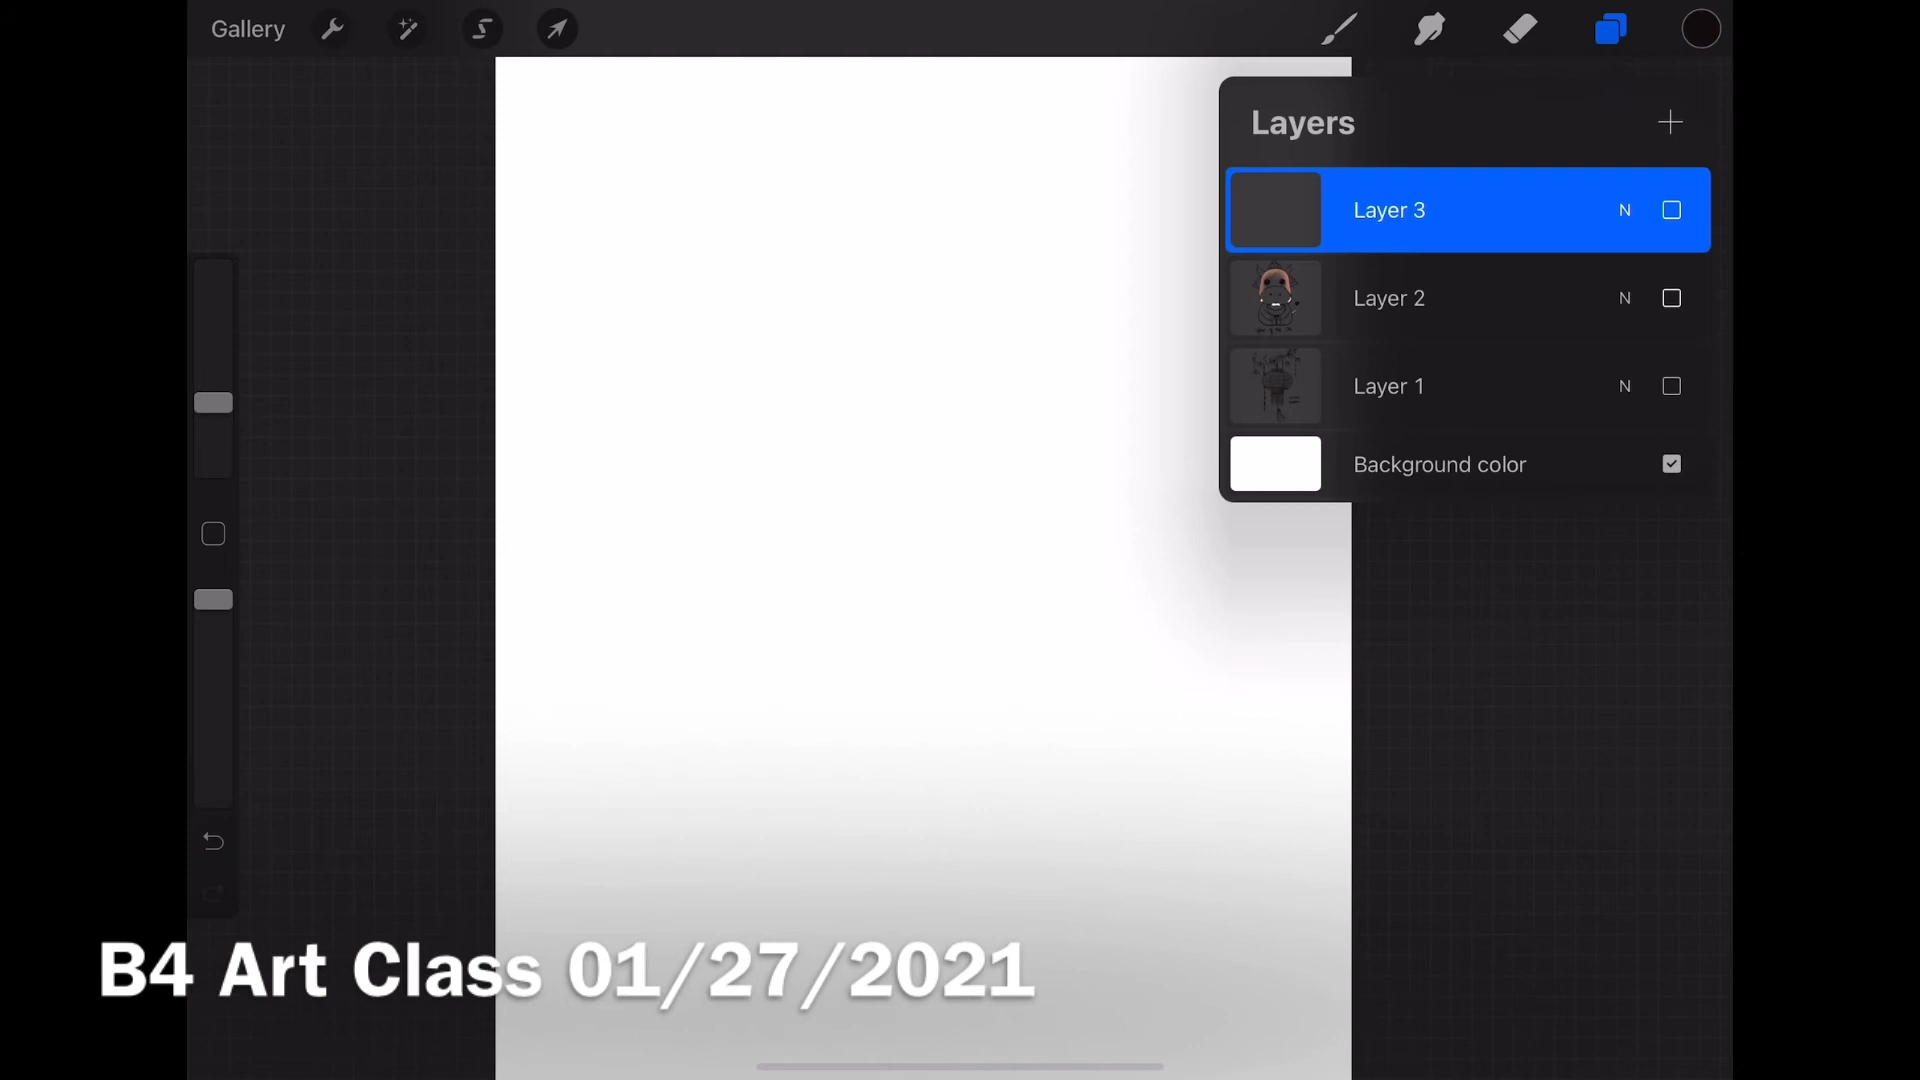 Gallery
Layers
Layer 3 N
Layer 2 N
Layer 1 N
Background color
B4 Art Class 01/27/2021